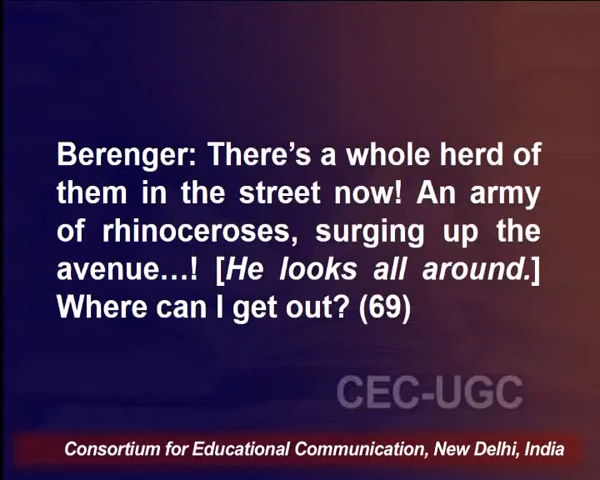 Berenger: There's a whole herd of
them in the street now! An army
of rhinoceroses, surging up the
avenue…! [He looks all around.]
Where can I get out? (69)
CEC-UGC
Consortium for Educational Communication, New Delhi, India